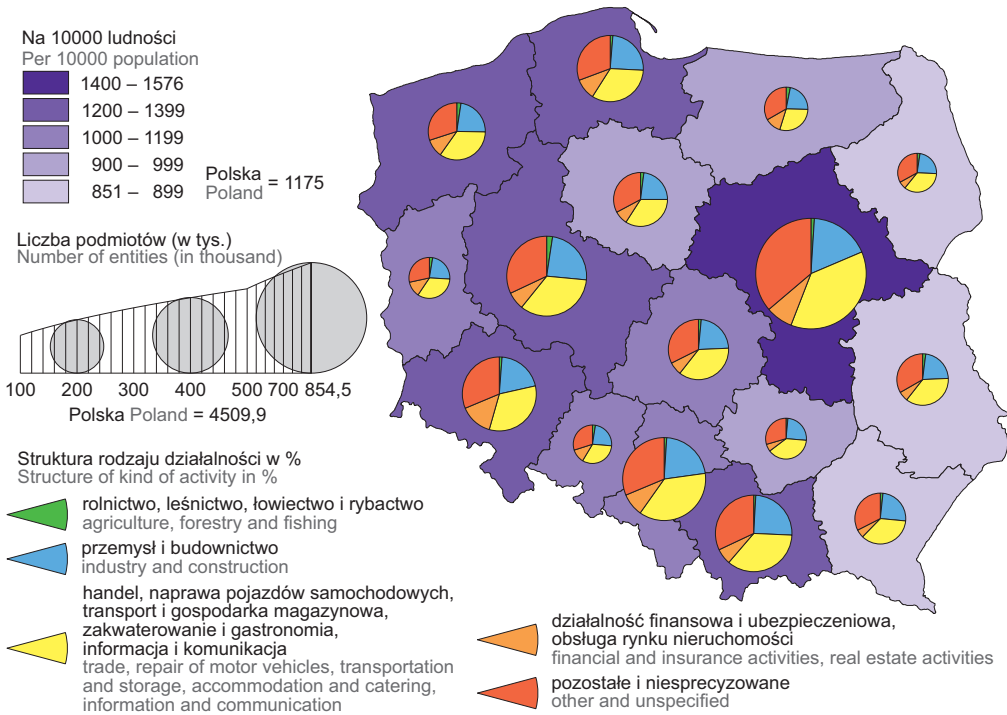 Na 10000 ludności
Per 10000 population
1400 – 1576
1200 – 1399
1000 – 1199
900 – 999
851 – 899
Polska
Poland = 1175
Liczba podmiotów (w tys.)
Number of entities (in thousand)
100 200 300 400 500 700 854,5
Polska Poland = 4509,9
Struktura rodzaju działalności w %
Structure of kind of activity in %
rolnictwo, leśnictwo, łowiectwo i rybactwo
agriculture, forestry and fishing
przemysł i budownictwo
industry and construction
handel, naprawa pojazdów samochodowych,
transport i gospodarka magazynowa,
zakwaterowanie i gastronomia,
informacja i komunikacja
trade, repair of motor vehicles, transportation
and storage, accommodation and catering,
information and communication
działalność finansowa i ubezpieczeniowa,
obsługa rynku nieruchomości
financial and insurance activities, real estate activities
pozostałe i niesprecyzowane
other and unspecified